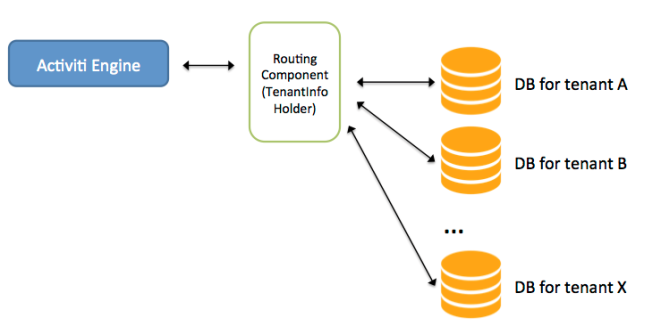 Activiti Engine
Routing
Component
(TenantInfo
Holder)
DB for tenant A
DB for tenant B
...
DB for tenant X